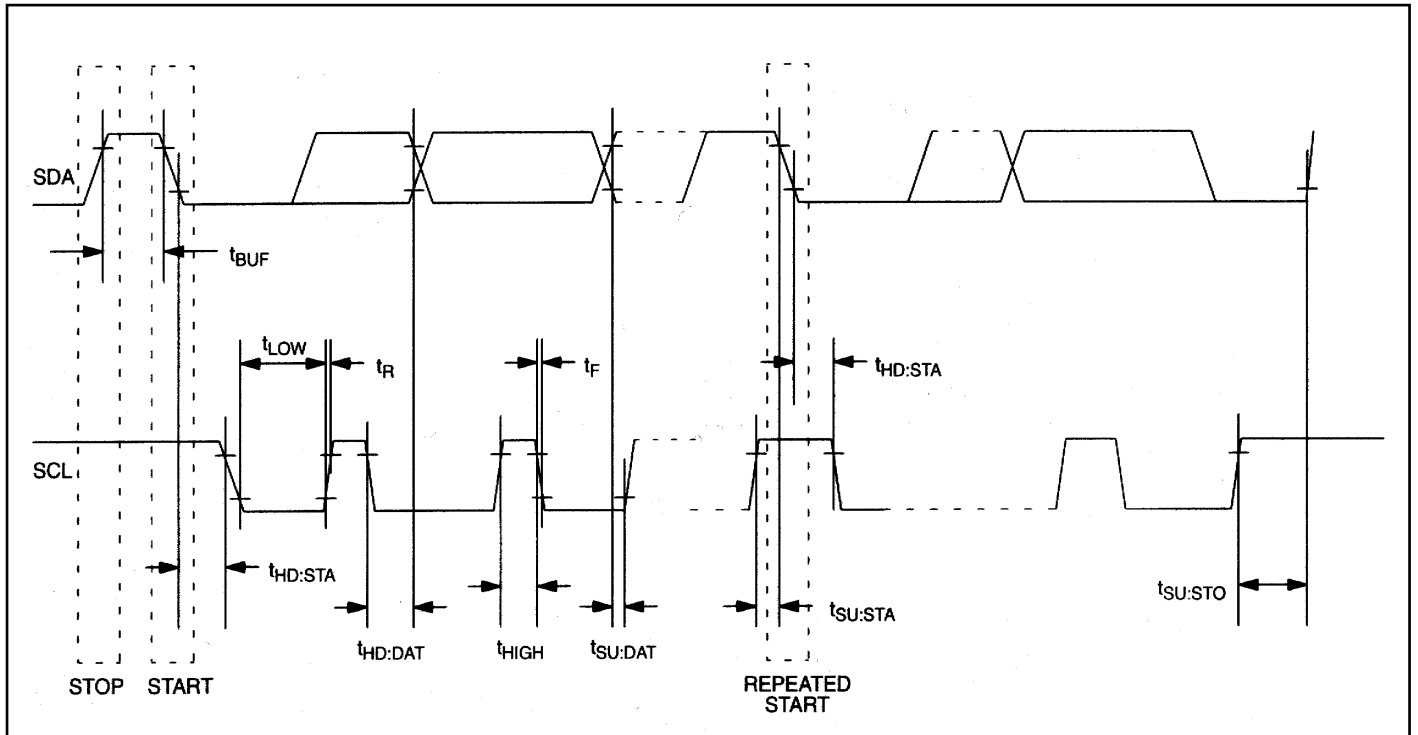 SDA
tBUF
tLOW
tR
tF
tHD:STA
SCL
tHD:STA
tSU:STA
tSU:STO
tHD:DAT
tHIGH
tSU:DAT
STOP
START
REPEATED
START